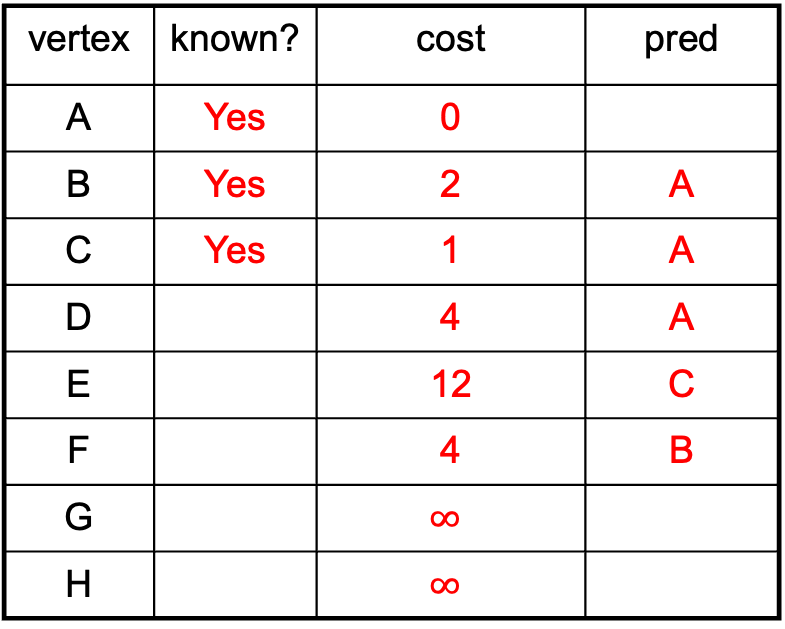 vertex known? cost pred
A Yes 0
B Yes 2 A
C Yes 1 A
D 4 A
E 12 C
F 4 B
G ∞
H ∞